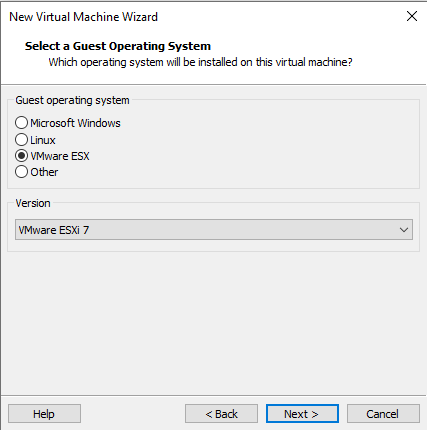 New Virtual Machine Wizard
Select a Guest Operating System
Which operating system will be installed on this virtual machine?
Guest operating system
Microsoft Windows
Linux
VMware ESX
Other
Version
VMware ESXi 7
Help
< Back
Next >
Cancel